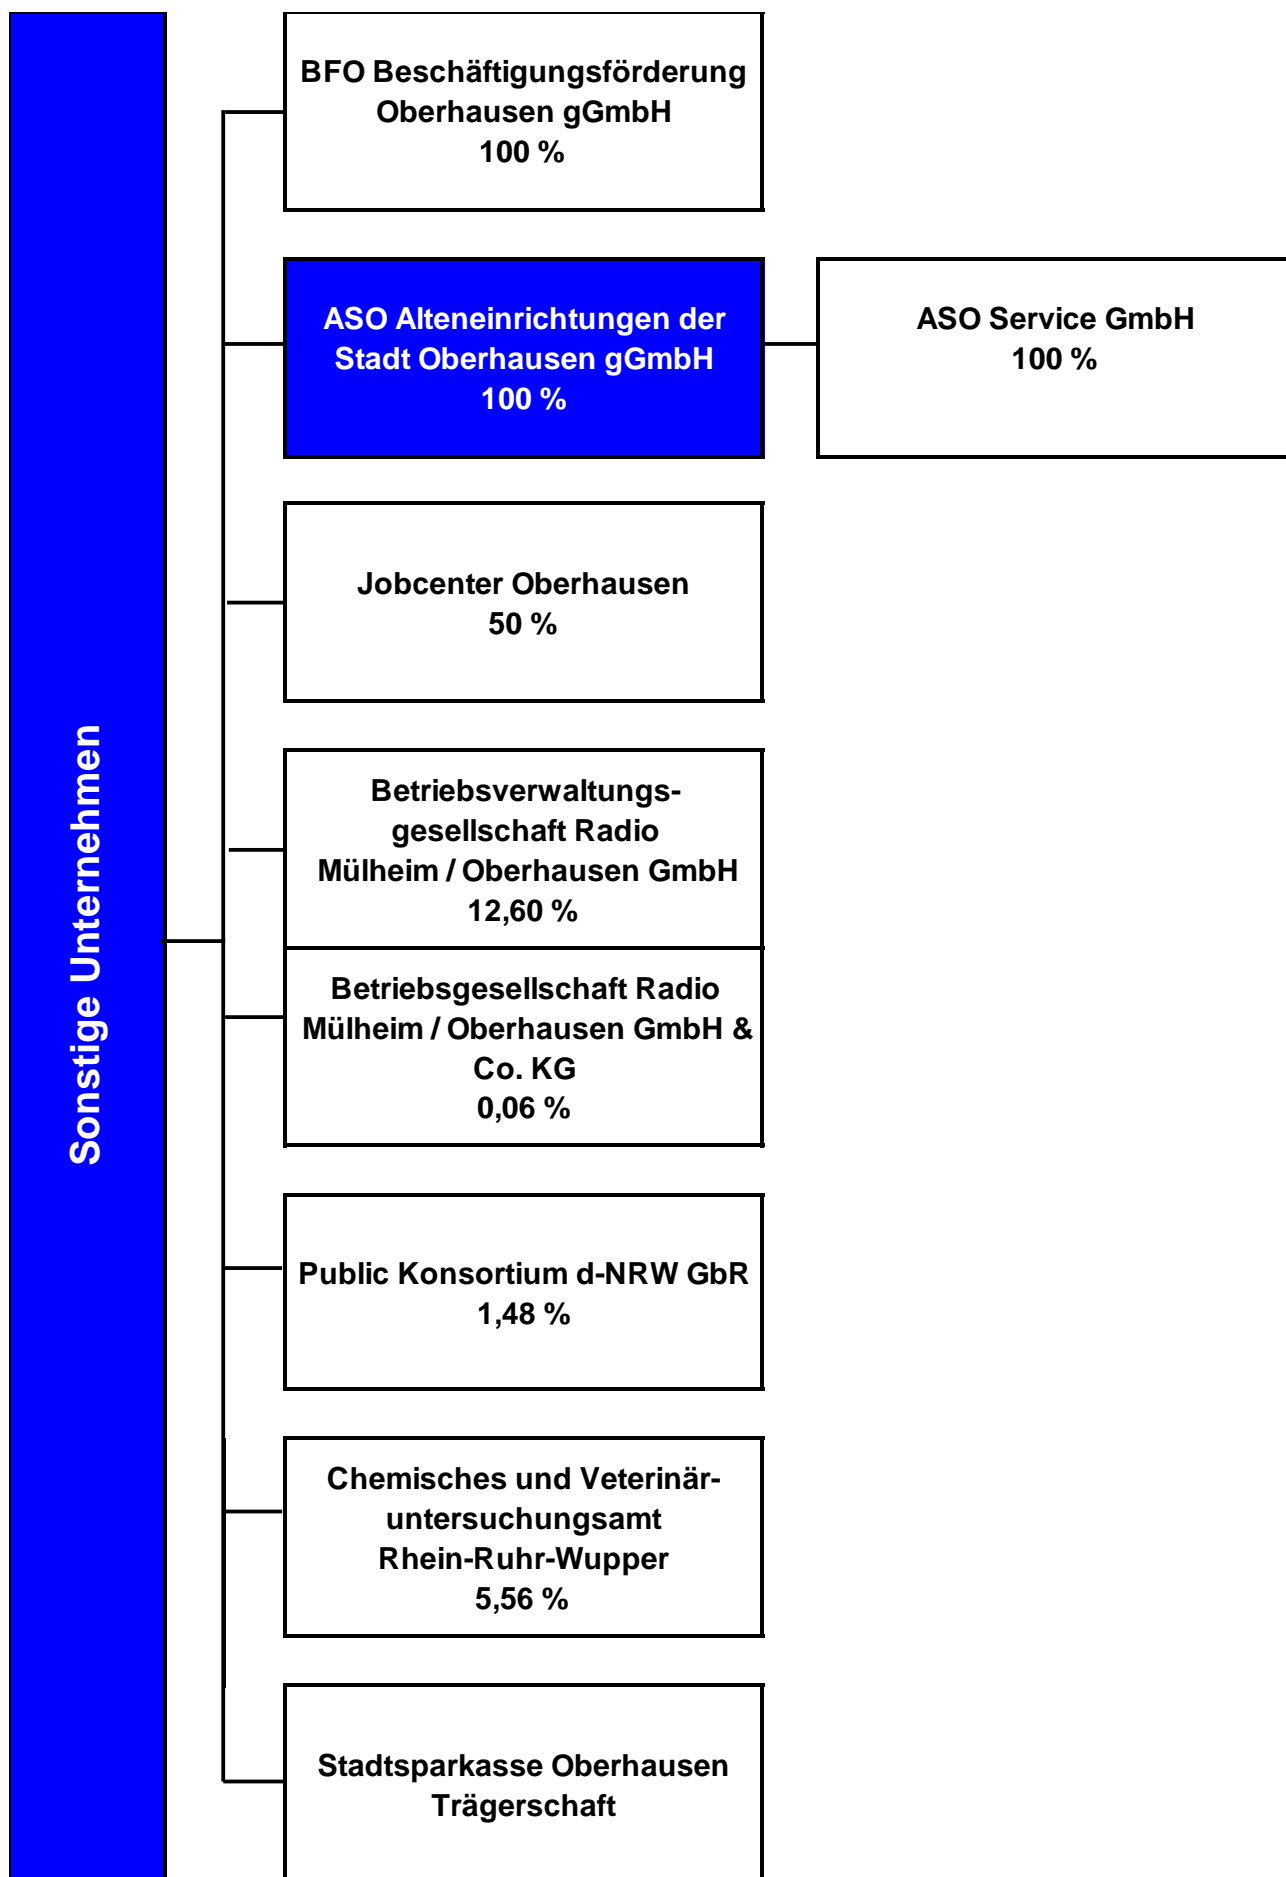 Sonstige Unternehmen
BFO Beschäftigungsförderung
Oberhausen gGmbH
100 %
ASO Alteneinrichtungen der
Stadt Oberhausen gGmbH
100 %
ASO Service GmbH
100 %
Jobcenter Oberhausen
50 %
Betriebsverwaltungs-
gesellschaft Radio
Mülheim / Oberhausen GmbH
12,60 %
Betriebsgesellschaft Radio
Mülheim / Oberhausen GmbH &
Co. KG
0,06 %
Public Konsortium d-NRW GbR
1,48 %
Chemisches und Veterinär-
untersuchungsamt
Rhein-Ruhr-Wupper
5,56 %
Stadtsparkasse Oberhausen
Trägerschaft